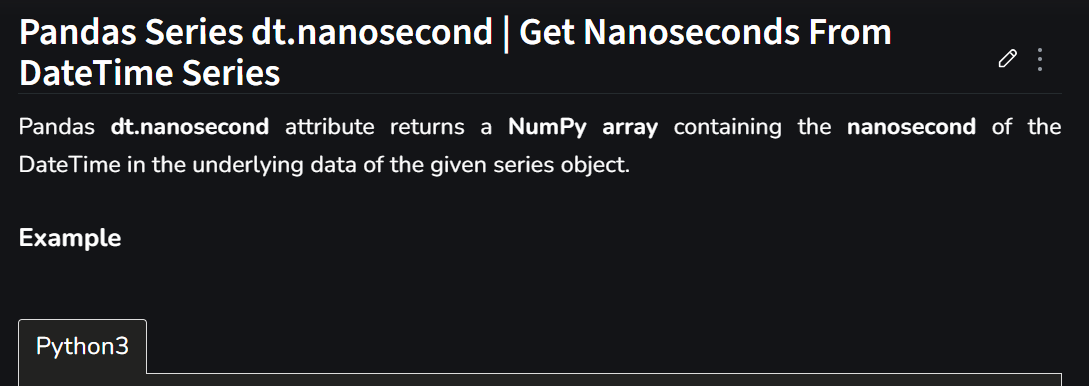 Pandas Series dt.nanosecond | Get Nanoseconds From
DateTime Series
Pandas dt.nanosecond attribute returns a NumPy array containing the nanosecond of the
DateTime in the underlying data of the given series object.
Example
Python3